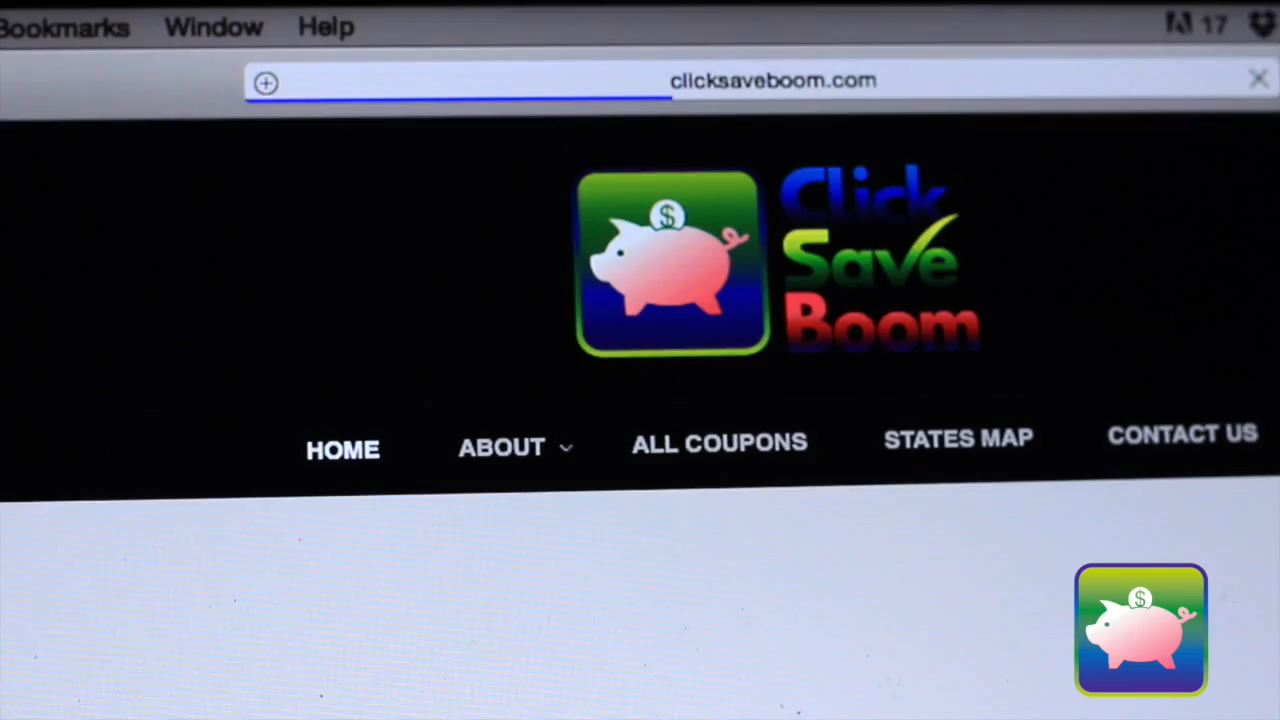 Bookmarks Window Help 17
clicksaveboom.com
$
Click
Save
Boom
HOME ABOUT ALL COUPONS STATES MAP CONTACT US
$